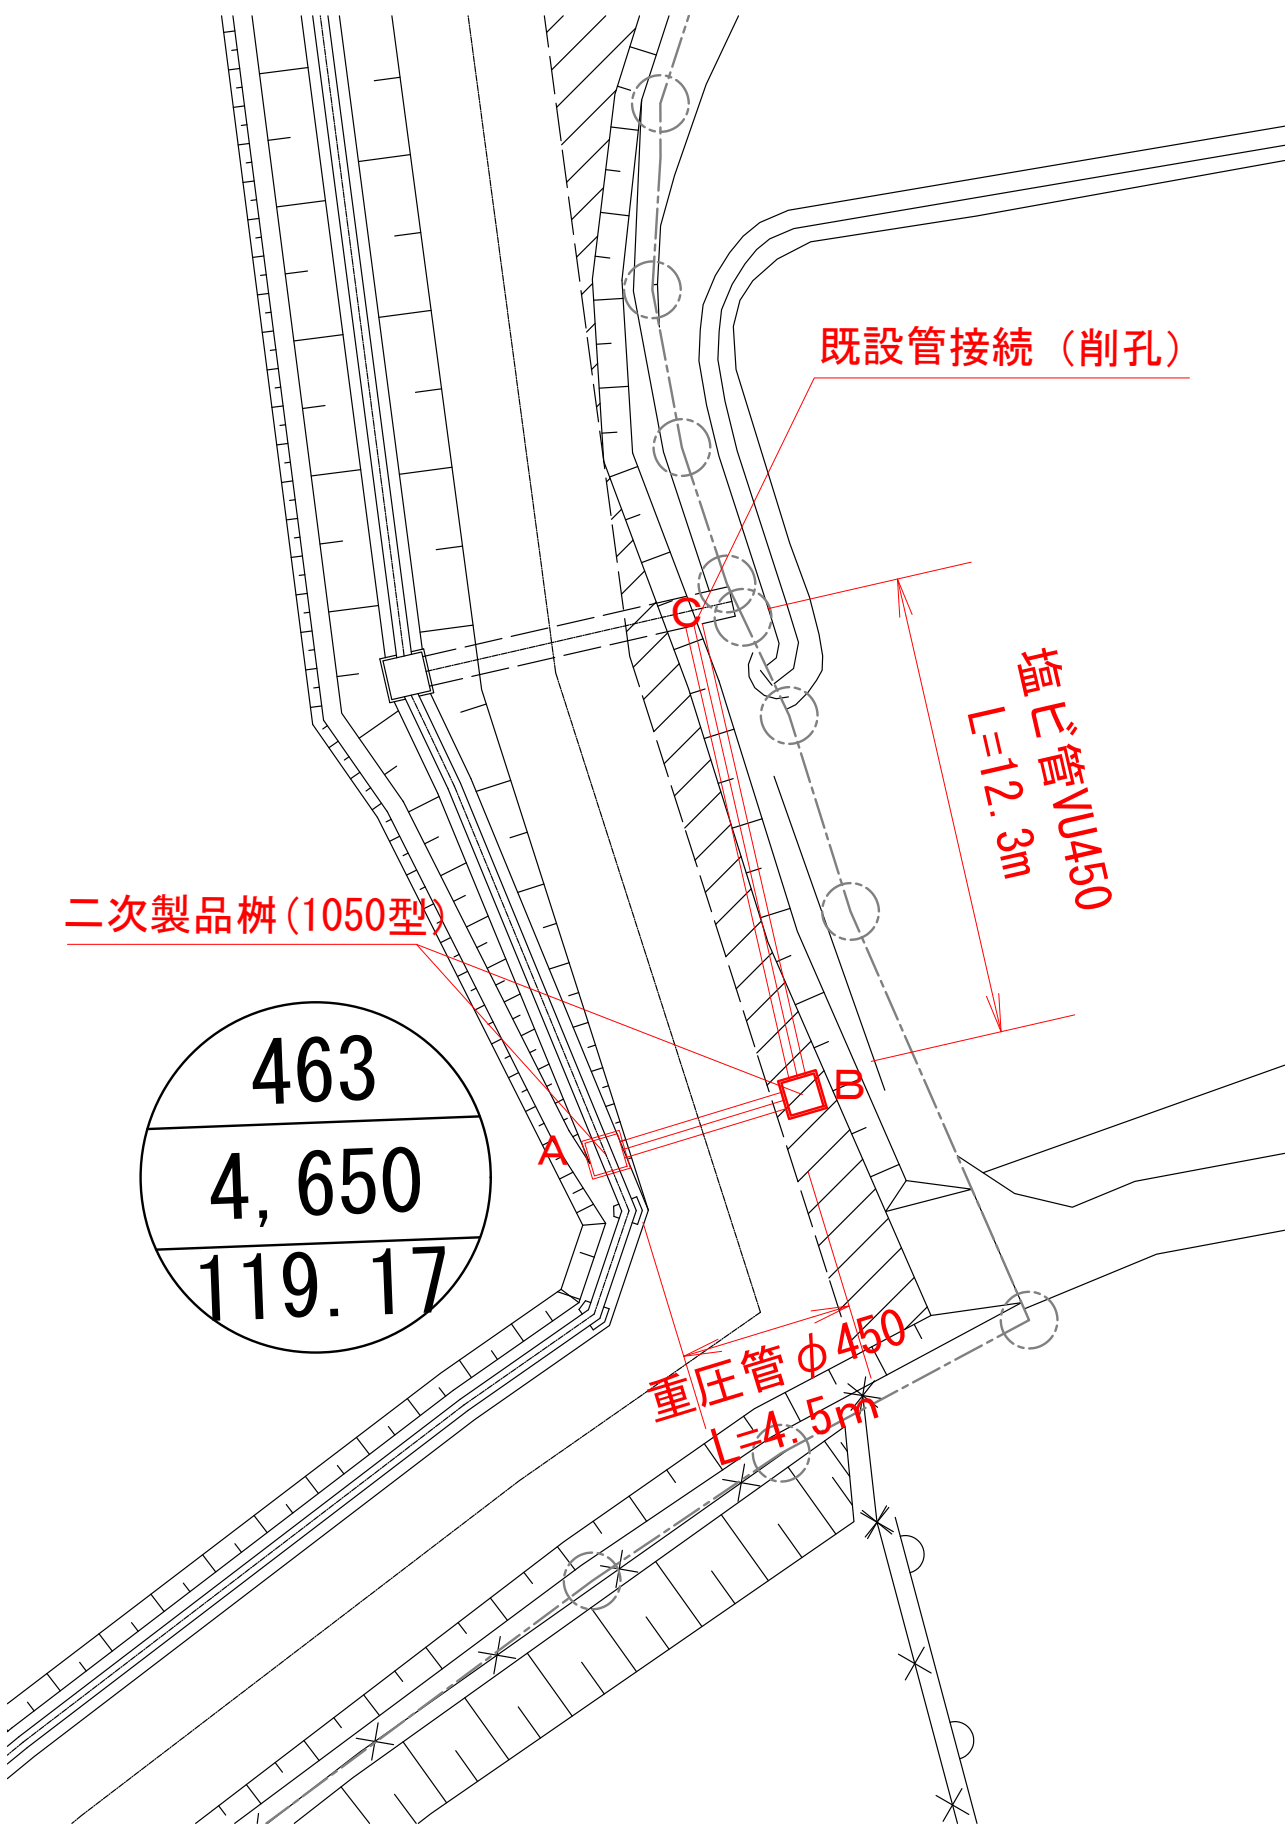 既設管接続（削孔）
C
塩ビ管VU450
L=12.3m
二次製品桝(1050型)
463
4,650
119.17
A
B
重圧管φ450
L=4.5m